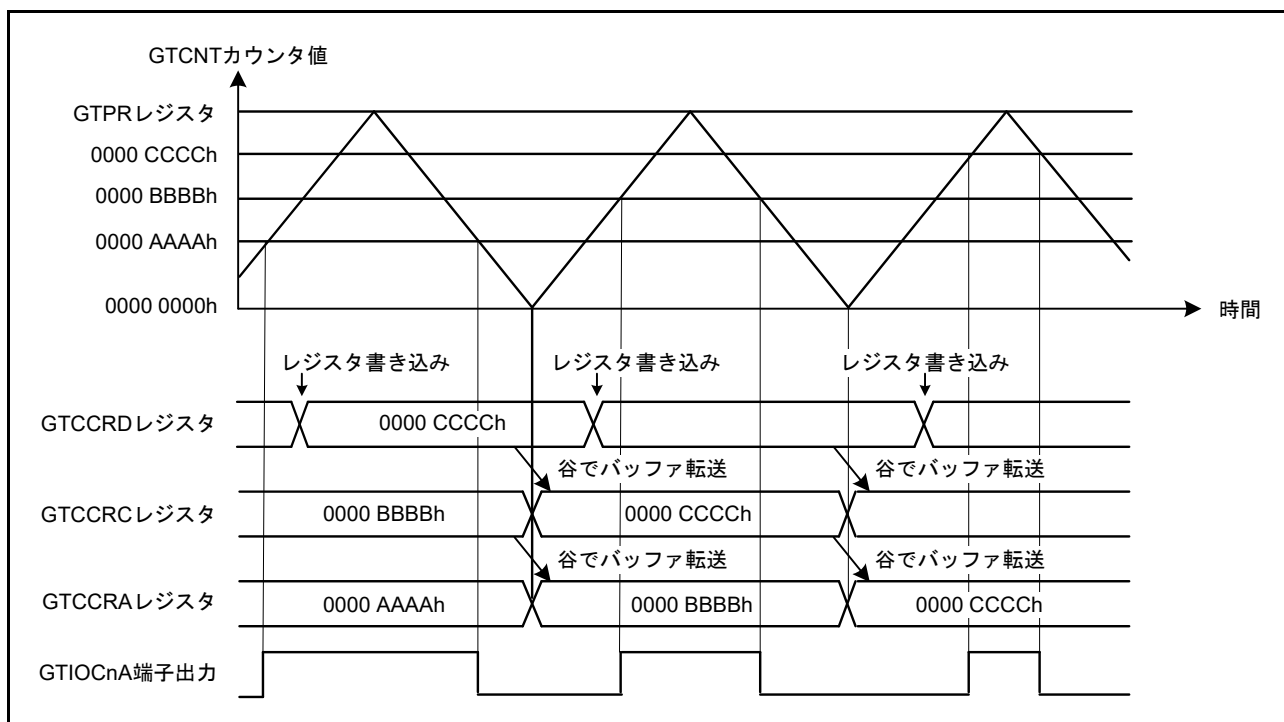 GTCNTカウンタ値
GTPRレジスタ
0000 CCCCh
0000 BBBBh
0000 AAAAh
0000 0000h
時間
レジスタ書き込み レジスタ書き込み レジスタ書き込み
GTCCRDレジスタ 0000 CCCCh
谷でバッファ転送 谷でバッファ転送
GTCCRCレジスタ 0000 BBBBh 0000 CCCCh
谷でバッファ転送 谷でバッファ転送
GTCCRAレジスタ 0000 AAAAh 0000 BBBBh 0000 CCCCh
GTIOCnA端子出力